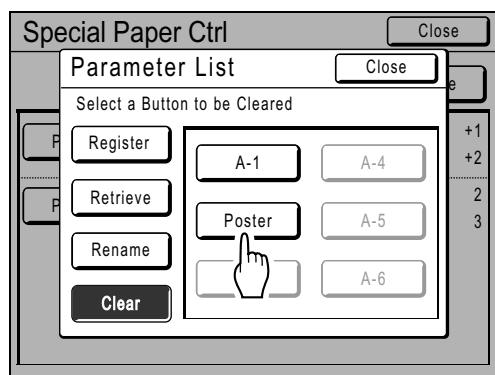 Special Paper Ctrl
Close
Parameter List
Close
e
Select a Button to be Cleared
P
Register
A-1
A-4
+1
+2
P
Retrieve
Poster
A-5
2
3
Rename
A-6
Clear